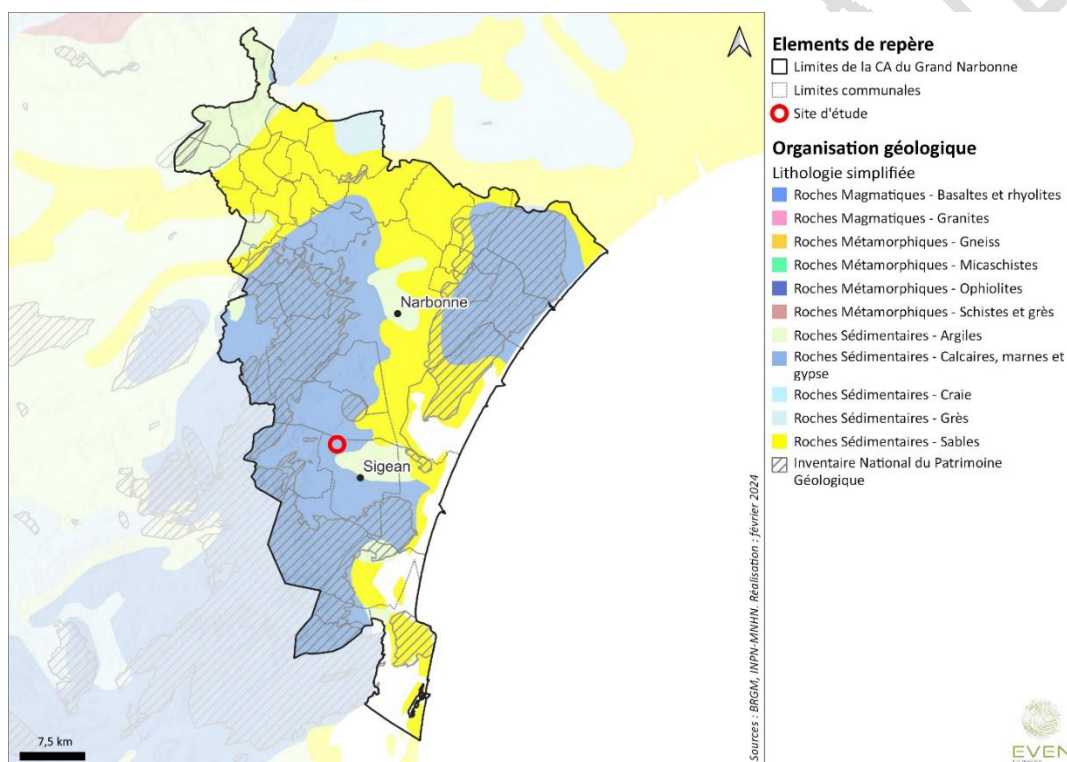 Narbonne
Sigean
7,5 km
Sources : BRGM, INPN-MNHN. Réalisation : février 2024
Elements de repère
Limites de la CA du Grand Narbonne
Limites communales
Site d'étude
Organisation géologique
Lithologie simplifiée
Roches Magmatiques - Basaltes et rhyolites
Roches Magmatiques - Granites
Roches Métamorphiques - Gneiss
Roches Métamorphiques - Micaschistes
Roches Métamorphiques - Ophiolites
Roches Métamorphiques - Schistes et grès
Roches Sédimentaires - Argiles
Roches Sédimentaires - Calcaires, marnes et
gypse
Roches Sédimentaires - Craie
Roches Sédimentaires - Grès
Roches Sédimentaires - Sables
Inventaire National du Patrimoine
Géologique
EVEN